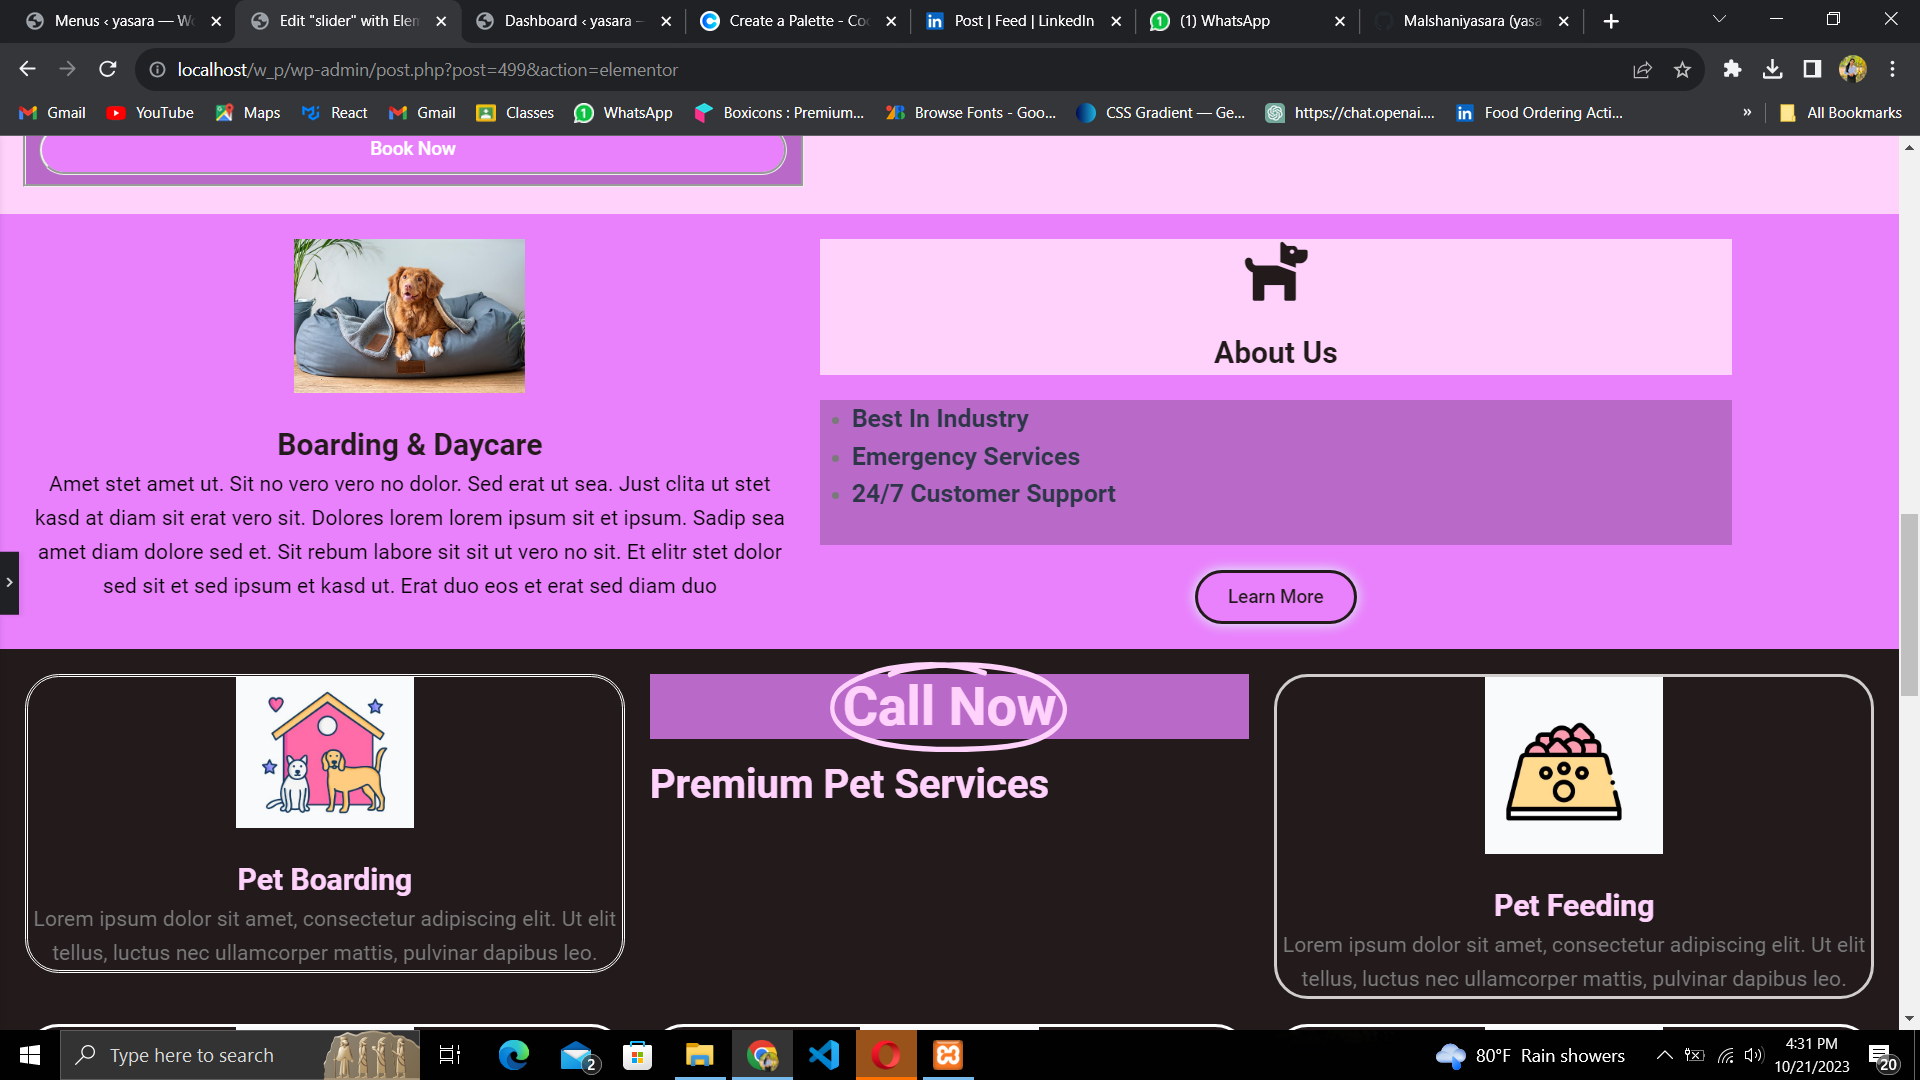 Menus ‹ yasara — Wo
Edit "slider" with Elem
Dashboard ‹ yasara —
Create a Palette - Coo
Post | Feed | LinkedIn
(1) WhatsApp
Malshaniyasara (yasa
localhost/w_p/wp-admin/post.php?post=499&action=elementor
Gmail
YouTube
Maps
React
Gmail
Classes
WhatsApp
Boxicons : Premium...
Browse Fonts - Goo...
CSS Gradient — Ge...
https://chat.openai....
Food Ordering Acti...
»
All Bookmarks
Book Now
Boarding & Daycare
Amet stet amet ut. Sit no vero vero no dolor. Sed erat ut sea. Just clita ut stet
kasd at diam sit erat vero sit. Dolores lorem lorem ipsum sit et ipsum. Sadip sea
amet diam dolore sed et. Sit rebum labore sit sit ut vero no sit. Et elitr stet dolor
sed sit et sed ipsum et kasd ut. Erat duo eos et erat sed diam duo
About Us
• Best In Industry
• Emergency Services
• 24/7 Customer Support
Learn More
Pet Boarding
Lorem ipsum dolor sit amet, consectetur adipiscing elit. Ut elit
tellus, luctus nec ullamcorper mattis, pulvinar dapibus leo.
Call Now
Premium Pet Services
Pet Feeding
Lorem ipsum dolor sit amet, consectetur adipiscing elit. Ut elit
tellus, luctus nec ullamcorper mattis, pulvinar dapibus leo.
Type here to search
2
80°F Rain showers
4:31 PM
10/21/2023
20